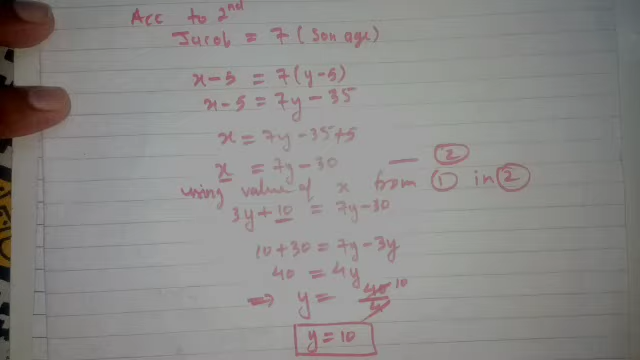 Acc to 2nd
Jacob = 7 (Son age)
x-5 = 7(y-5)
x-5 = 7y-35
x = 7y-35+5
x = 7y-30 — ②
using value of x from ① in ②
3y+10 = 7y-30
10+30 = 7y-3y
40 = 4y
⇒ y = 40/4 10
y=10